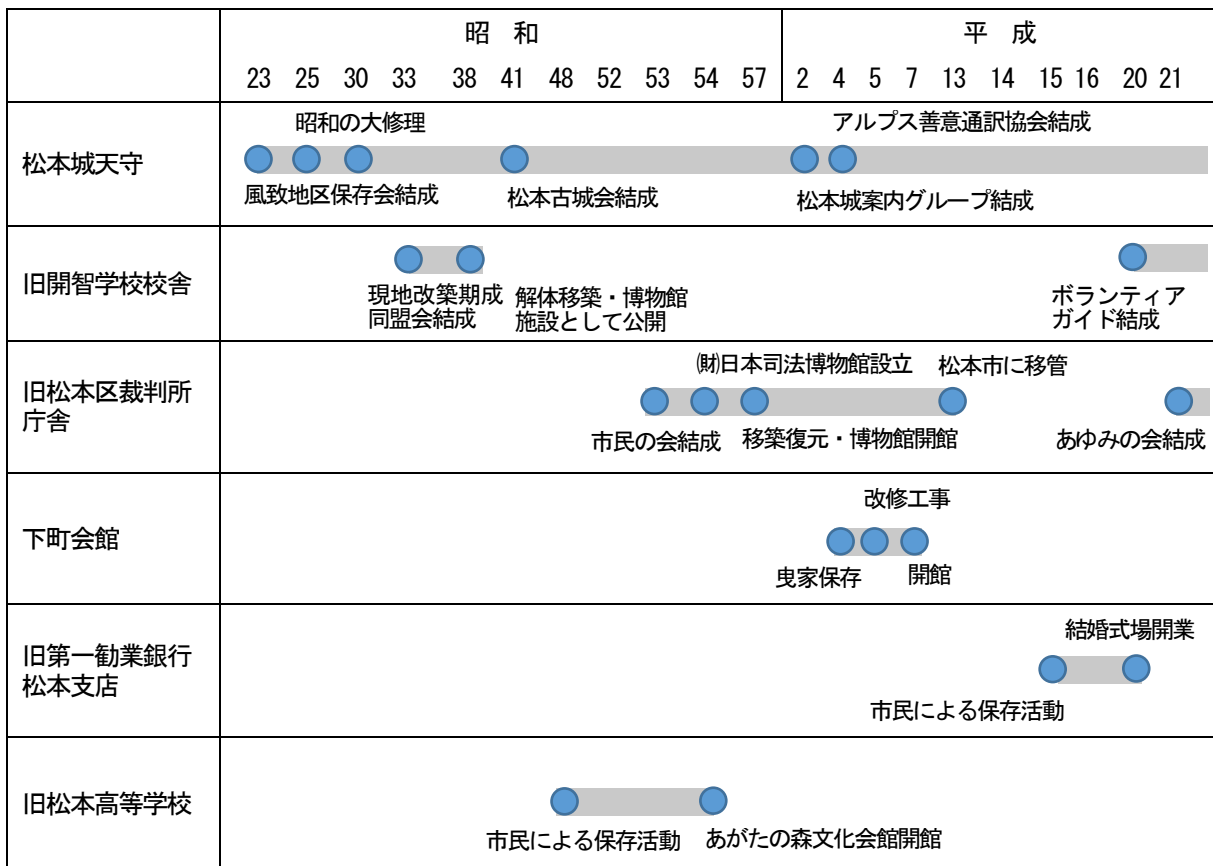 昭 和
平 成
23 25 30 33 38 41 48 52 53 54 57 2 4 5 7 13 14 15 16 20 21
松本城天守
昭和の大修理
アルプス善意通訳協会結成
風致地区保存会結成
松本古城会結成
松本城案内グループ結成
旧開智学校校舎
現地改築期成
同盟会結成
解体移築・博物館
施設として公開
ボランティア
ガイド結成
旧松本区裁判所
庁舎
㈶日本司法博物館設立
松本市に移管
市民の会結成
移築復元・博物館開館
あゆみの会結成
下町会館
改修工事
曳家保存
開館
旧第一勧業銀行
松本支店
結婚式場開業
市民による保存活動
旧松本高等学校
市民による保存活動
あがたの森文化会館開館